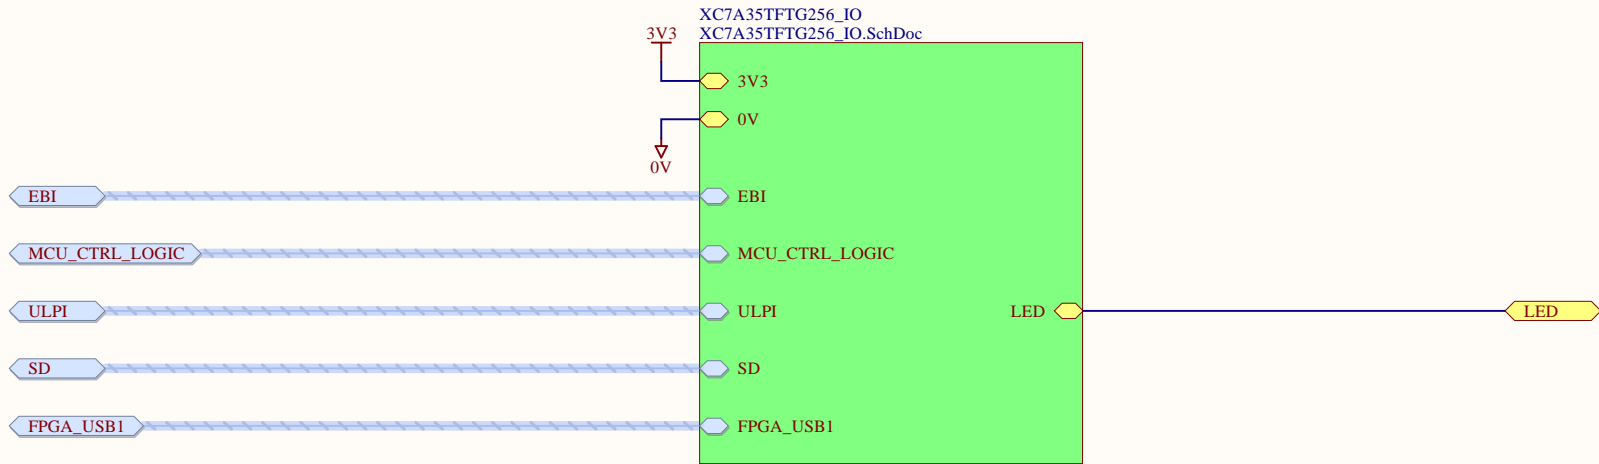 XC7A35TFTG256_IO
XC7A35TFTG256_IO.SchDoc
3V3
3V3
0V
0V
EBI
EBI
MCU_CTRL_LOGIC
MCU_CTRL_LOGIC
ULPI
ULPI
LED
LED
SD
SD
FPGA_USB1
FPGA_USB1